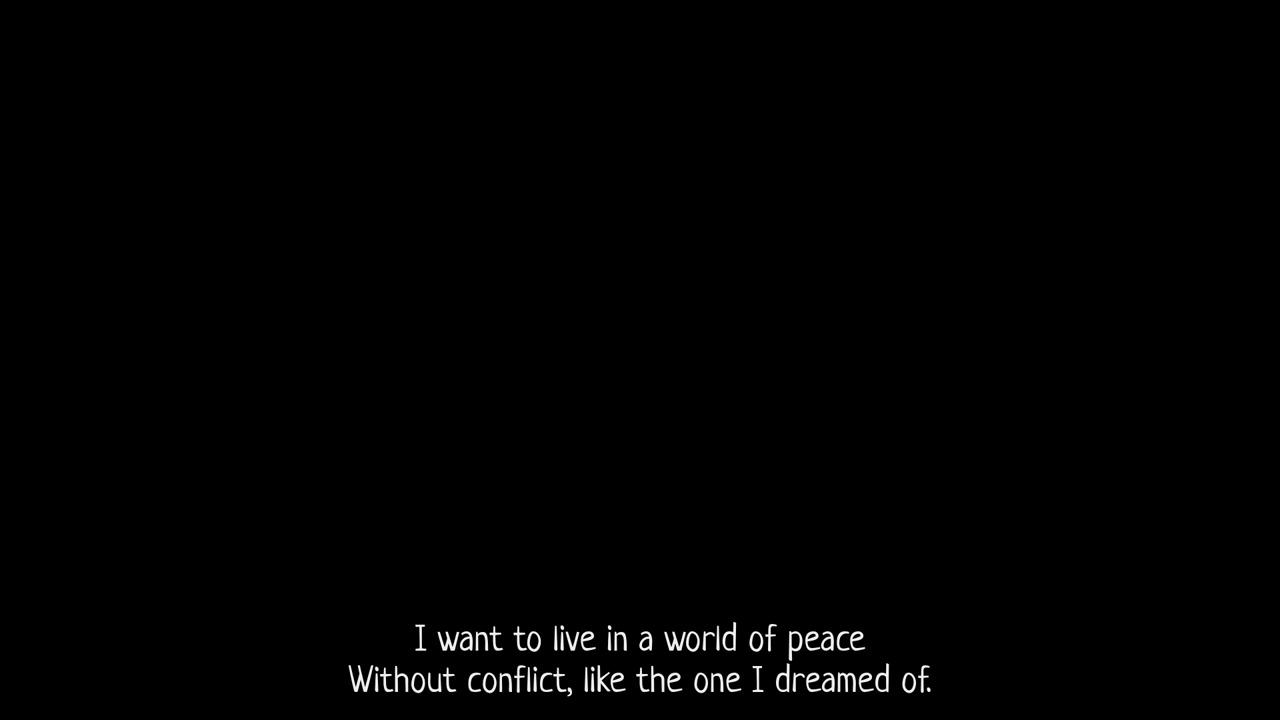 I want to live in a world of peace
Without conflict, like the one I dreamed of.